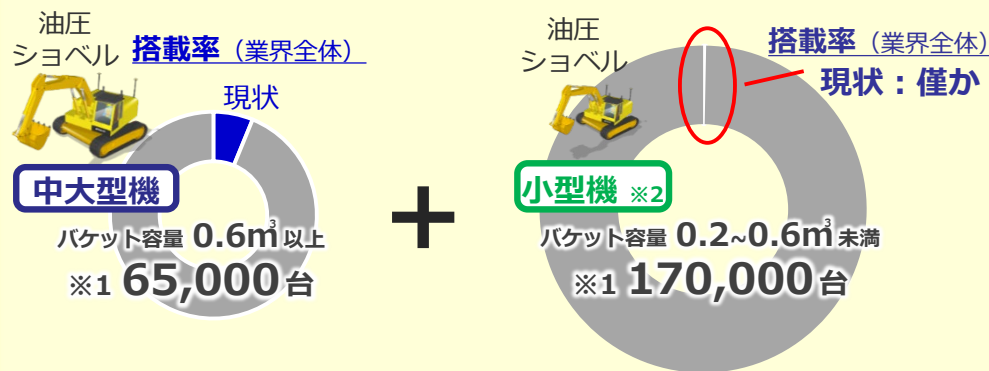 油圧
ショベル
搭載率（業界全体）
現状
中大型機
バケット容量 0.6㎥以上
※1 65,000台
＋
油圧
ショベル
搭載率（業界全体）
現状：僅か
小型機 ※2
バケット容量 0.2~0.6㎥未満
※1 170,000台